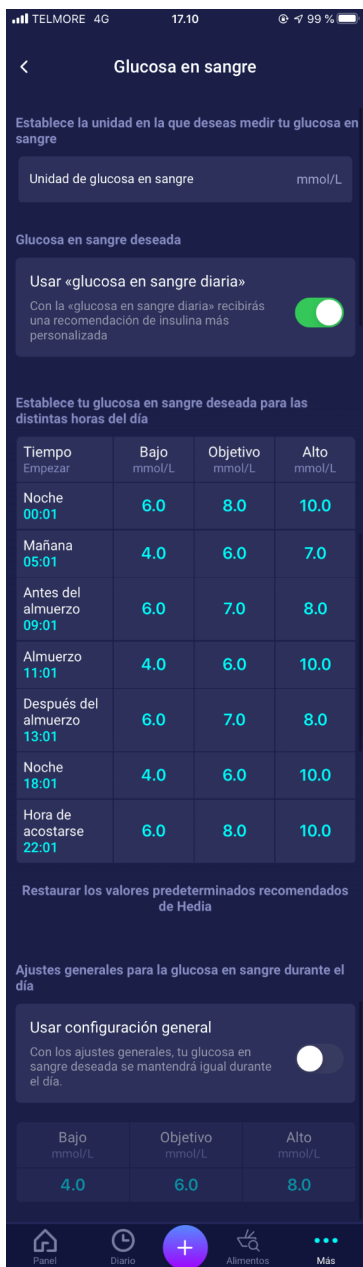 TELMORE 4G 17.10 99 %
Glucosa en sangre
Establece la unidad en la que deseas medir tu glucosa en
sangre
Unidad de glucosa en sangre mmol/L
Glucosa en sangre deseada
Usar «glucosa en sangre diaria»
Con la «glucosa en sangre diaria» recibirás
una recomendación de insulina más
personalizada
Establece tu glucosa en sangre deseada para las
distintas horas del día
Tiempo Bajo Objetivo Alto
Empezar mmol/L mmol/L mmol/L
Noche
00:01 6.0 8.0 10.0
Mañana
05:01 4.0 6.0 7.0
Antes del
almuerzo 6.0 7.0 8.0
09:01
Almuerzo
11:01 4.0 6.0 10.0
Después del
almuerzo 6.0 7.0 8.0
13:01
Noche
18:01 4.0 6.0 10.0
Hora de
acostarse 6.0 8.0 10.0
22:01
Restaurar los valores predeterminados recomendados
de Hedia
Ajustes generales para la glucosa en sangre durante el
día
Usar configuración general
Con los ajustes generales, tu glucosa en
sangre deseada se mantendrá igual durante
el día.
Bajo Objetivo Alto
mmol/L mmol/L mmol/L
4.0 6.0 8.0
Panel Diario Alimentos Más